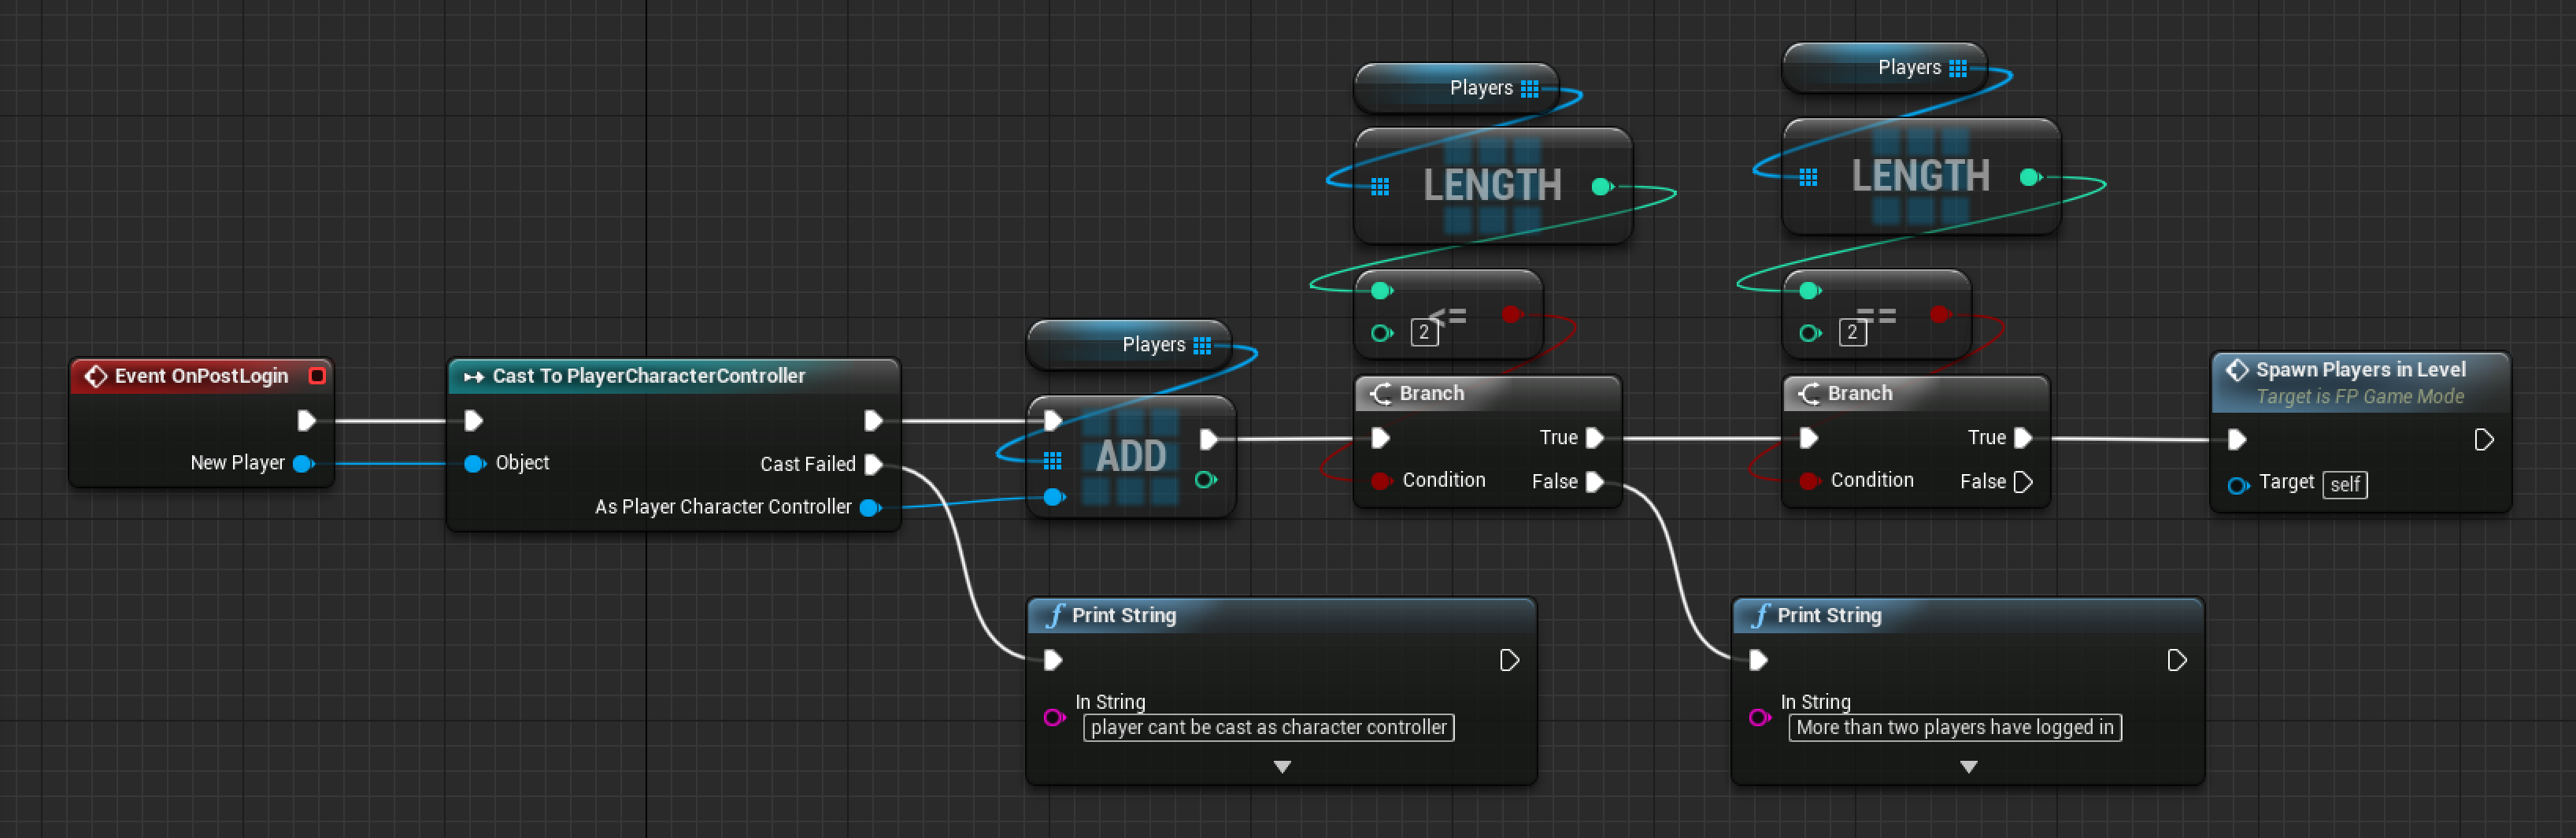 Event OnPostLogin
New Player
Cast To PlayerCharacterController
Object
Cast Failed
As Player Character Controller
Players
ADD
Players
LENGTH
<=
2
Branch
True
Condition
False
Players
LENGTH
==
2
Branch
True
Condition
False
Spawn Players in Level
Target is FP Game Mode
Target self
Print String
In String
player cant be cast as character controller
Print String
In String
More than two players have logged in